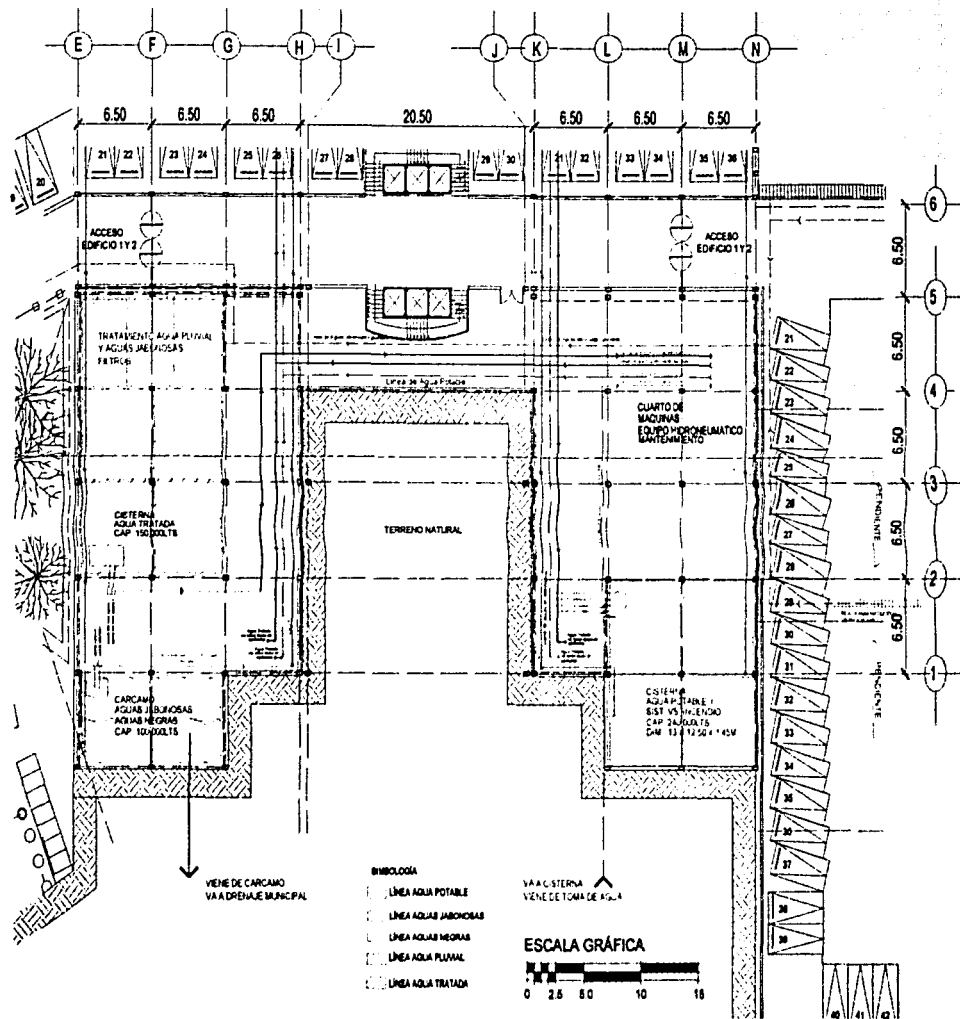 E F G H I J K L M N
6.50 6.50 6.50 20.50 6.50 6.50 6.50
20 21 22 23 24 25 26 27 28 29 30 31 32 33 34 35 36
6
5
4
3
2
1
6.50
6.50
6.50
6.50
ACCESO
EDIFICIO 1 Y 2
ACCESO
EDIFICIO 1 Y 2
TRATAMIENTO AGUA PLUVIAL
Y AGUAS JABONOSAS
FILTROS
Línea de Agua Potable
CUARTO DE
MAQUINAS
EQUIPO HIDRONEUMATICO
MANTENIMIENTO
CISTERNA
AGUA TRATADA
CAP 150,000LTS
TERRENO NATURAL
PENDIENTE
PENDIENTE
CARCAMO
AGUAS JABONOSAS
AGUAS NEGRAS
CAP 100,000LTS
CISTERNA
AGUA POTABLE Y
SIST VS INCENDIO
21
22
23
24
25
26
27
28
29
30
31
32
33
34
35
37
38
39
40 41 42
VIENE DE CARCAMO
VA A DRENAJE MUNICIPAL
VA A CISTERNA
VIENE DE TOMA DE AGUA
SIMBOLOGÍA
LÍNEA AGUA POTABLE
LÍNEA AGUAS JABONOSAS
LÍNEA AGUAS NEGRAS
LÍNEA AGUA PLUVIAL
LÍNEA AGUA TRATADA
ESCALA GRÁFICA
0 2.5 5.0 10 15